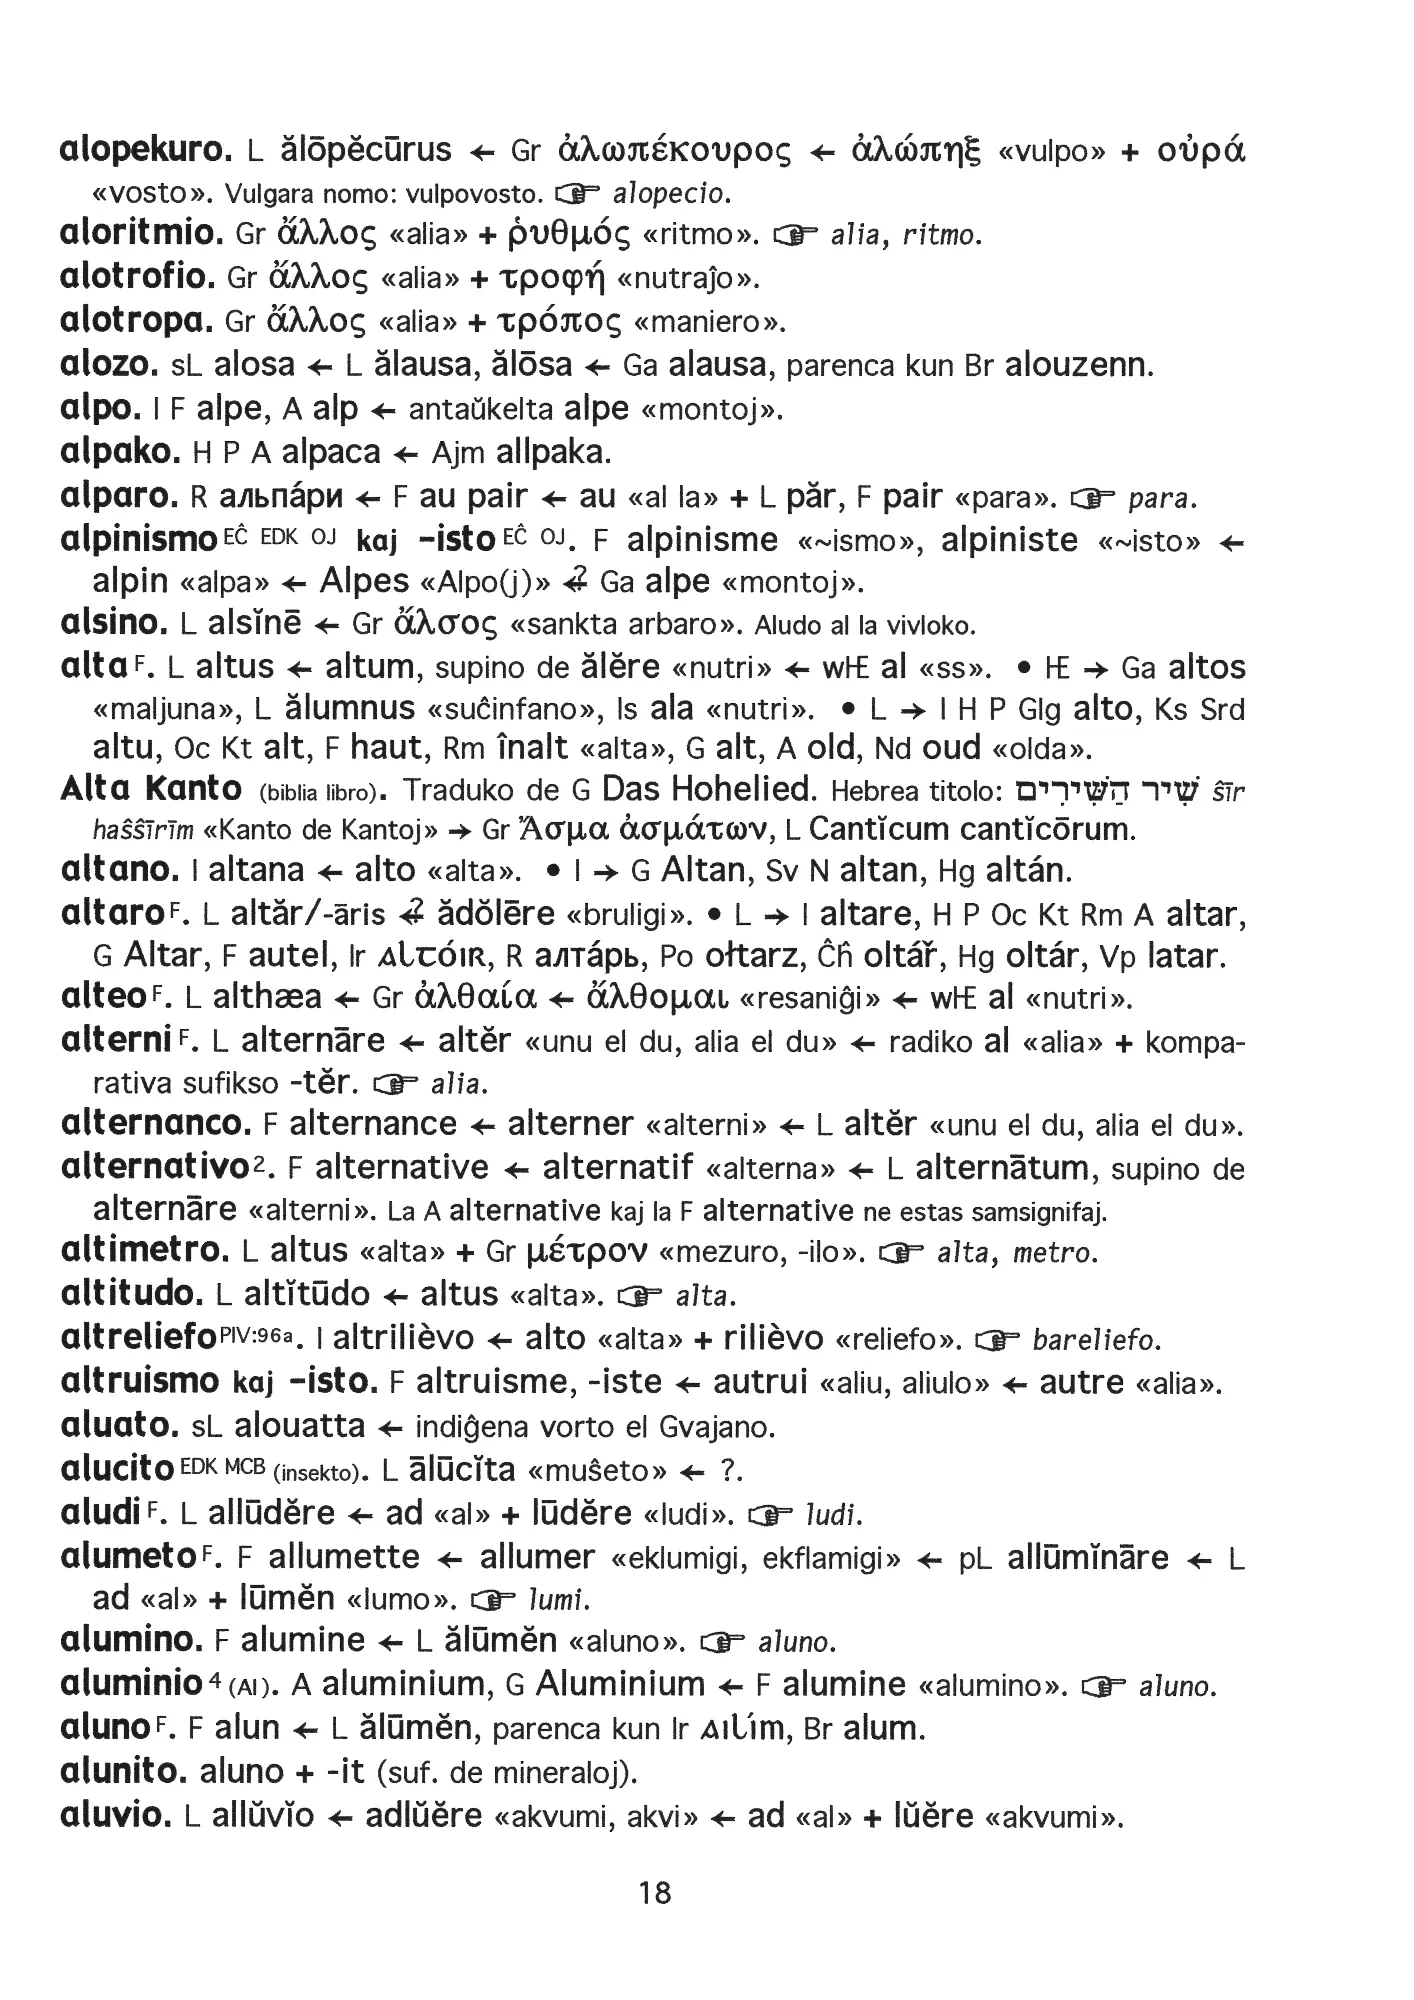 alopekuro. L ălōpĕcūrus ← Gr ἀλωπέκουρος ← ἀλώπηξ «vulpo» + οὐρά
«vosto». Vulgara nomo: vulpovosto. ☞ alopecio.
aloritmio. Gr ἄλλος «alia» + ῥυθμός «ritmo». ☞ alia, ritmo.
alotrofio. Gr ἄλλος «alia» + τροφή «nutraĵo».
alotropa. Gr ἄλλος «alia» + τρόπος «maniero».
alozo. sL alosa ← L ălausa, ălōsa ← Ga alausa, parenca kun Br alouzenn.
alpo. I F alpe, A alp ← antaŭkelta alpe «montoj».
alpako. H P A alpaca ← Ajm allpaka.
alparo. R альпáри ← F au pair ← au «al la» + L păr, F pair «para». ☞ para.
alpinismo EĈ EDK OJ kaj -isto EĈ OJ. F alpinisme «~ismo», alpiniste «~isto» ←
alpin «alpa» ← Alpes «Alpo(j)» ⤆? Ga alpe «montoj».
alsino. L alsĭnē ← Gr ἄλσος «sankta arbaro». Aludo al la vivloko.
alta F. L altus ← altum, supino de ălĕre «nutri» ← wHE al «ss». • HE → Ga altos
«maljuna», L ălumnus «suĉinfano», Is ala «nutri». • L → I H P Glg alto, Ks Srd
altu, Oc Kt alt, F haut, Rm înalt «alta», G alt, A old, Nd oud «olda».
Alta Kanto (biblia libro). Traduko de G Das Hohelied. Hebrea titolo: שִׁיר הַשִּׁירִים ŝīr
haŝŝīrīm «Kanto de Kantoj» → Gr Ἆσμα ἀσμάτων, L Cantĭcum cantĭcōrum.
altano. I altana ← alto «alta». • I → G Altan, Sv N altan, Hg altán.
altaro F. L altăr/-āris ⤆? ădŏlēre «bruligi». • L → I altare, H P Oc Kt Rm A altar,
G Altar, F autel, Ir altóir, R алтáрь, Po ołtarz, Ĉĥ oltář, Hg oltár, Vp latar.
alteo F. L althæa ← Gr ἀλθαία ← ἄλθομαι «resaniĝi» ← wHE al «nutri».
alterni F. L alternāre ← altĕr «unu el du, alia el du» ← radiko al «alia» + kompa-
rativa sufikso -tĕr. ☞ alia.
alternanco. F alternance ← alterner «alterni» ← L altĕr «unu el du, alia el du».
alternativo 2. F alternative ← alternatif «alterna» ← L alternātum, supino de
alternāre «alterni». La A alternative kaj la F alternative ne estas samsignifaj.
altimetro. L altus «alta» + Gr μέτρον «mezuro, -ilo». ☞ alta, metro.
altitudo. L altĭtūdo ← altus «alta». ☞ alta.
altreliefo PIV:96a. I altrilièvo ← alto «alta» + rilièvo «reliefo». ☞ bareliefo.
altruismo kaj -isto. F altruisme, -iste ← autrui «aliu, aliulo» ← autre «alia».
aluato. sL alouatta ← indiĝena vorto el Gvajano.
alucito EDK MCB (insekto). L ālūcĭta «muŝeto» ← ?.
aludi F. L allūdĕre ← ad «al» + lūdĕre «ludi». ☞ ludi.
alumeto F. F allumette ← allumer «eklumigi, ekflamigi» ← pL allūmĭnāre ← L
ad «al» + lūmĕn «lumo». ☞ lumi.
alumino. F alumine ← L ălūmĕn «aluno». ☞ aluno.
aluminio 4 (Al). A aluminium, G Aluminium ← F alumine «alumino». ☞ aluno.
aluno F. F alun ← L ălūmĕn, parenca kun Ir ailím, Br alum.
alunito. aluno + -it (suf. de mineraloj).
aluvio. L allŭvĭo ← adlŭĕre «akvumi, akvi» ← ad «al» + lŭĕre «akvumi».
18